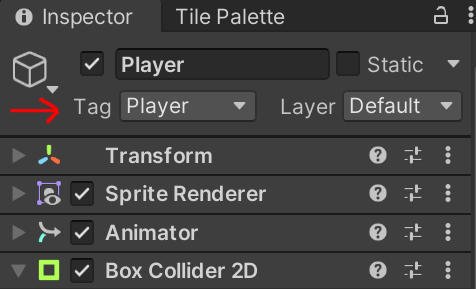 Inspector Tile Palette
Player Static
Tag Player Layer Default
Transform
Sprite Renderer
Animator
Box Collider 2D